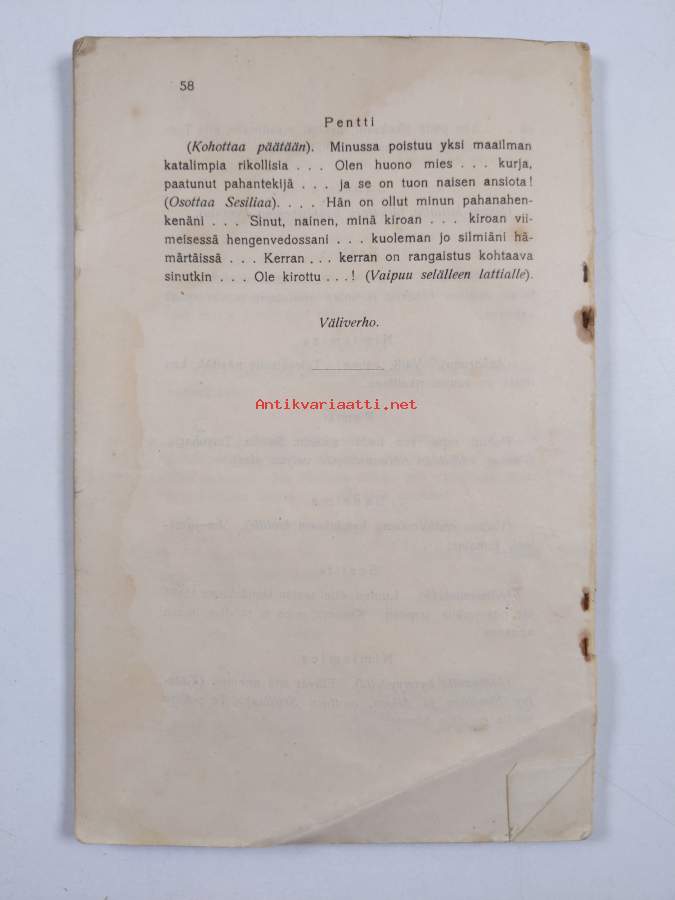 58
Pentti
(Kohottaa päätään). Minussa poistuu yksi maailman
katalimpia rikollisia . . . Olen huono mies . . . kurja,
paatunut pahantekijä . . . ja se on tuon naisen ansiota!
(Osottaa Sesiliaa). . . . Hän on ollut minun pahanahen-
kenäni . . . Sinut, nainen, minä kiroan . . . kiroan vii-
meisessä hengenvedossani . . . kuoleman jo silmiäni hä-
märtäissä . . . Kerran . . . kerran on rangaistus kohtaava
sinutkin . . . Ole kirottu . . .! (Vaipuu selälleen lattialle).
Väliverho.
Antikvariaatti.net